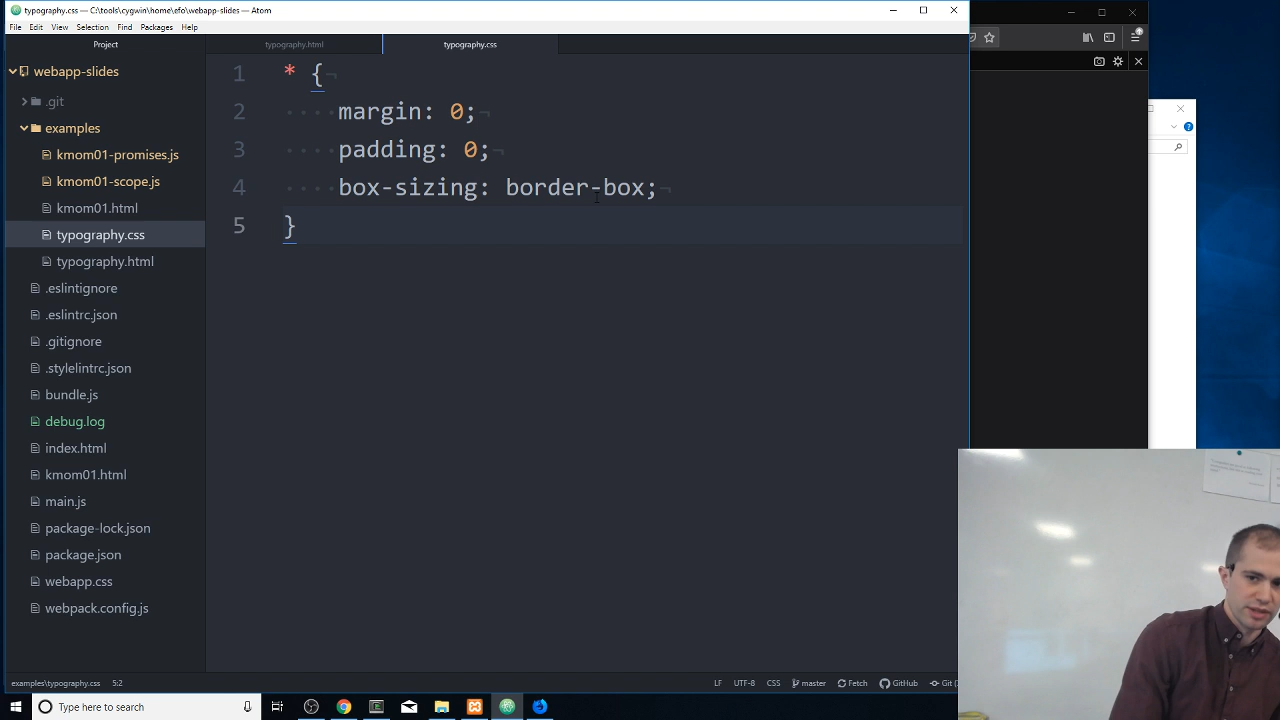 typography.css — C:\tools\cygwin\home\efo\webapp-slides — Atom
File Edit View Selection Find Packages Help
Project
typography.html
typography.css
webapp-slides
.git
examples
kmom01-promises.js
kmom01-scope.js
kmom01.html
typography.css
typography.html
.eslintignore
.eslintrc.json
.gitignore
.stylelintrc.json
bundle.js
debug.log
index.html
kmom01.html
main.js
package-lock.json
package.json
webapp.css
webpack.config.js
1 * {¬
2 ····margin: 0;¬
3 ····padding: 0;¬
4 ····box-sizing: border-box;¬
5 }
examples\typography.css 5:2 LF UTF-8 CSS master Fetch GitHub Git (
Type here to search